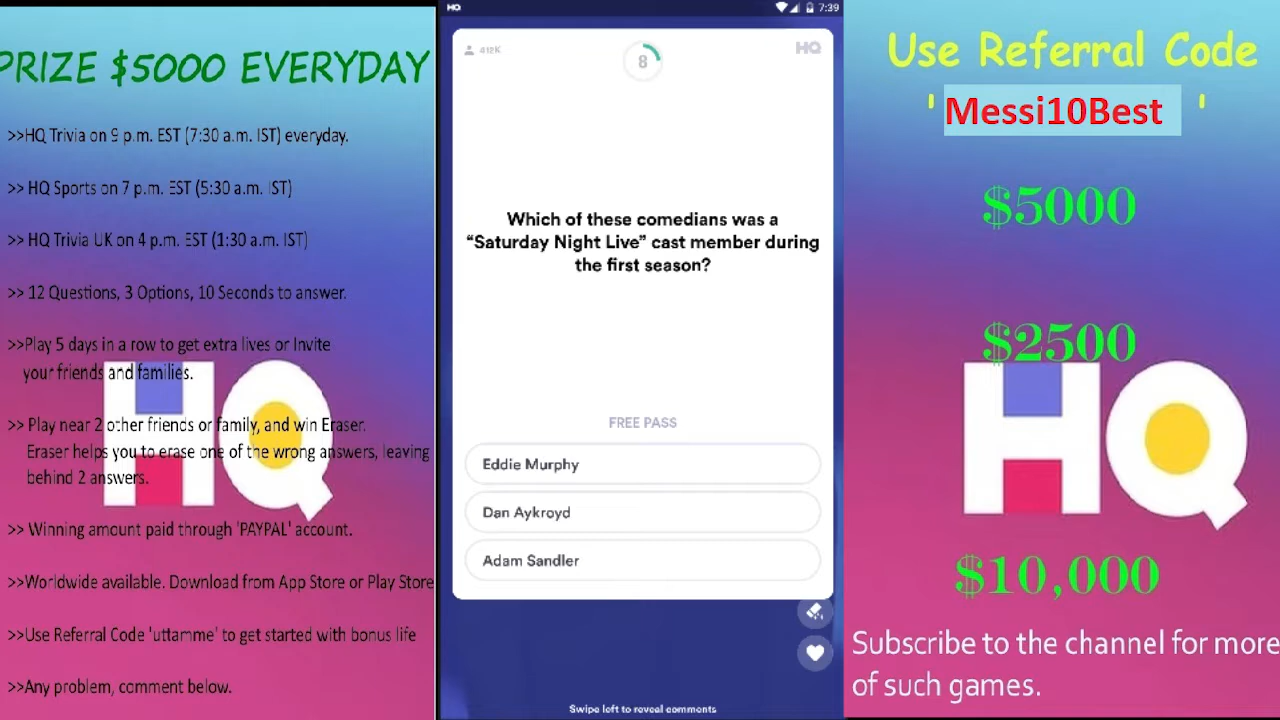 PRIZE $5000 EVERYDAY
>>HQ Trivia on 9 p.m. EST (7:30 a.m. IST) everyday.
>> HQ Sports on 7 p.m. EST (5:30 a.m. IST)
>> HQ Trivia UK on 4 p.m. EST (1:30 a.m. IST)
>> 12 Questions, 3 Options, 10 Seconds to answer.
>>Play 5 days in a row to get extra lives or Invite
your friends and families.
>> Play near 2 other friends or family, and win Eraser.
Eraser helps you to erase one of the wrong answers, leaving
behind 2 answers.
>> Winning amount paid through 'PAYPAL' account.
>>Worldwide available. Download from App Store or Play Store
>>Use Referral Code 'uttamme' to get started with bonus life
>>Any problem, comment below.
HQ
HQ
7:39
412K
8
HQ
Which of these comedians was a
“Saturday Night Live” cast member during
the first season?
FREE PASS
Eddie Murphy
Dan Aykroyd
Adam Sandler
Swipe left to reveal comments
Use Referral Code
' Messi10Best '
$5000
$2500
HQ
$10,000
Subscribe to the channel for more
of such games.